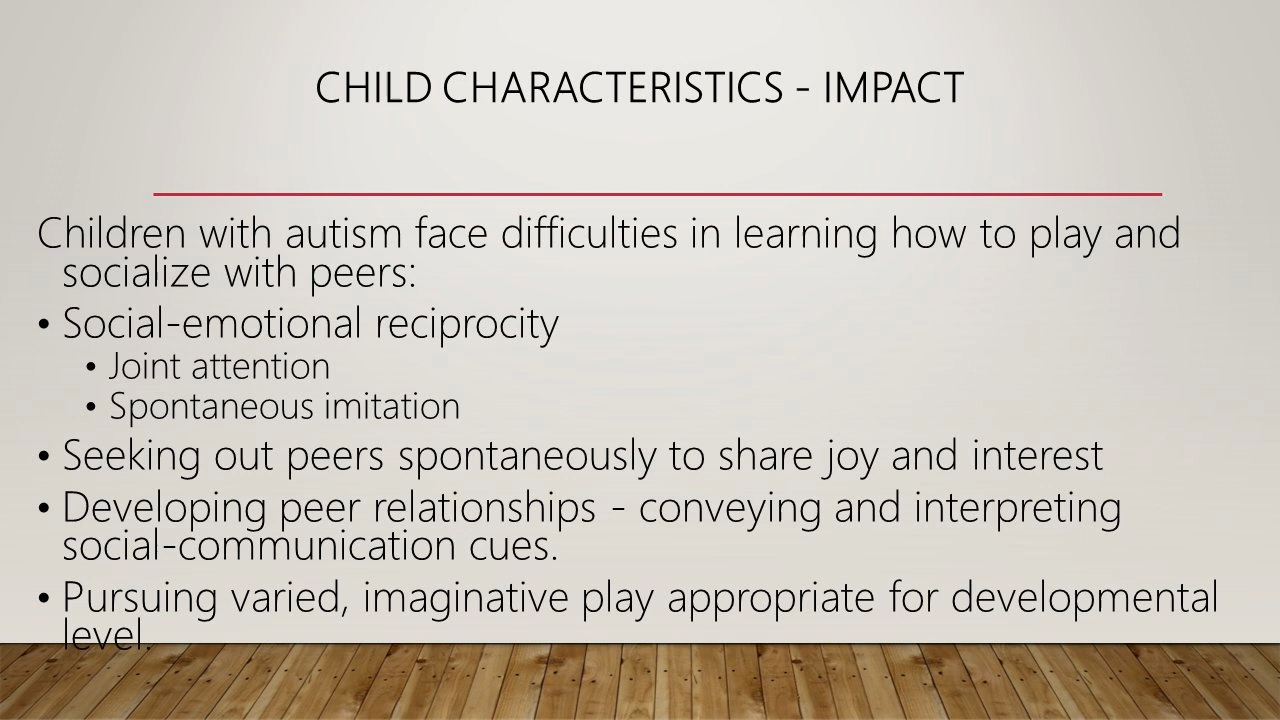 CHILD CHARACTERISTICS - IMPACT
Children with autism face difficulties in learning how to play and
socialize with peers:
• Social-emotional reciprocity
• Joint attention
• Spontaneous imitation
• Seeking out peers spontaneously to share joy and interest
• Developing peer relationships - conveying and interpreting
social-communication cues.
• Pursuing varied, imaginative play appropriate for developmental
level.